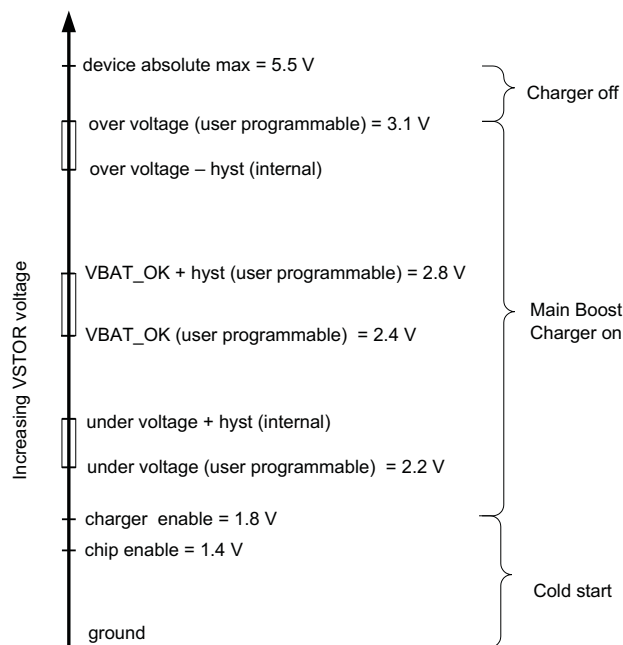 device absolute max = 5.5 V
Charger off
over voltage (user programmable) = 3.1 V
over voltage – hyst (internal)
VBAT_OK + hyst (user programmable) = 2.8 V
Main Boost
Charger on
VBAT_OK (user programmable) = 2.4 V
under voltage + hyst (internal)
under voltage (user programmable) = 2.2 V
charger enable = 1.8 V
chip enable = 1.4 V
Cold start
ground
Increasing VSTOR voltage